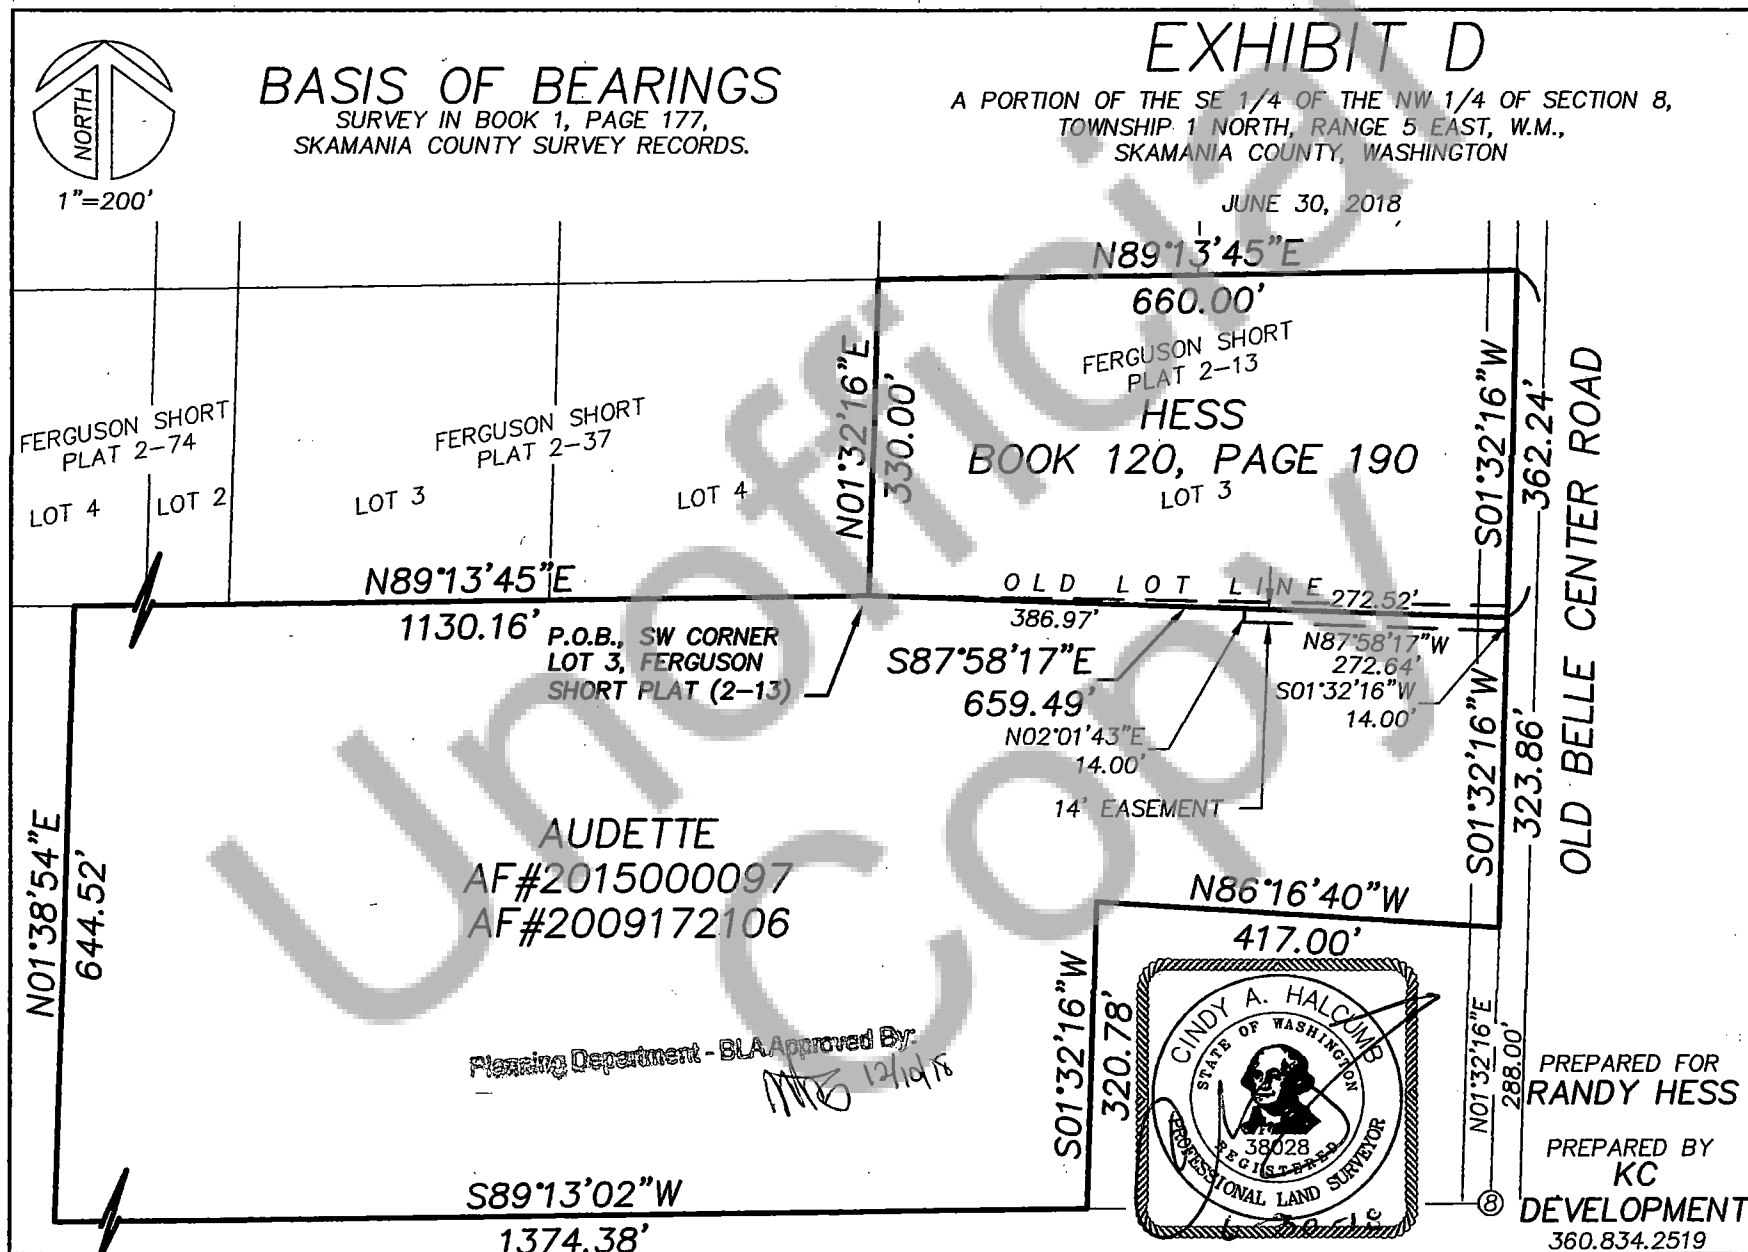 NORTH
1"=200'
BASIS OF BEARINGS
SURVEY IN BOOK 1, PAGE 177,
SKAMANIA COUNTY SURVEY RECORDS.
EXHIBIT D
A PORTION OF THE SE 1/4 OF THE NW 1/4 OF SECTION 8,
TOWNSHIP 1 NORTH, RANGE 5 EAST, W.M.,
SKAMANIA COUNTY, WASHINGTON
JUNE 30, 2018
N89°13'45"E
660.00'
FERGUSON SHORT
PLAT 2-13
HESS
BOOK 120, PAGE 190
LOT 3
N01°32'16"E
330.00'
S01°32'16"W
362.24'
OLD BELLE CENTER ROAD
FERGUSON SHORT
PLAT 2-74
LOT 4
LOT 2
FERGUSON SHORT
PLAT 2-37
LOT 3
LOT 4
N89°13'45"E
1130.16'
P.O.B., SW CORNER
LOT 3, FERGUSON
SHORT PLAT (2-13)
OLD LOT LINE
272.52'
386.97'
S87°58'17"E
659.49'
N87°58'17"W
272.64'
S01°32'16"W
14.00'
N02°01'43"E
14.00'
14' EASEMENT
S01°32'16"W
323.86'
N01°38'54"E
644.52'
AUDETTE
AF#2015000097
AF#2009172106
N86°16'40"W
417.00'
S01°32'16"W
320.78'
Planning Department - BLA Approved By:
12/10/18
CINDY A. HALCUMB
STATE OF WASHINGTON
38028
REGISTERED
PROFESSIONAL LAND SURVEYOR
N01°32'16"E
288.00'
8
PREPARED FOR
RANDY HESS
PREPARED BY
KC
DEVELOPMENT
360.834.2519
S89°13'02"W
1374.38'
Unofficial
Copy